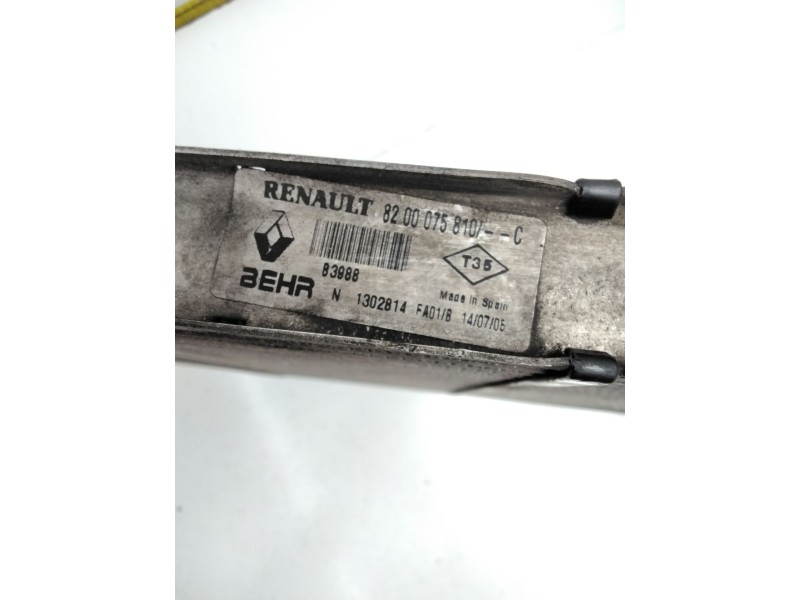 RENAULT 82 00 075 810/--C
83988
T35
BEHR
Made in Spain
N 1302814 FA01/B 14/07/05